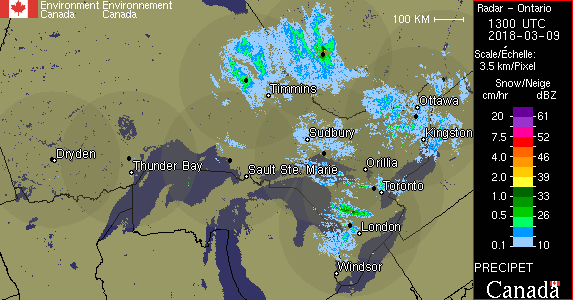 Environment Environnement
Canada Canada
100 KM
Timmins
Ottawa
Sudbury
Kingston
Dryden
Thunder Bay
Sault Ste. Marie
Orillia
Toronto
London
Windsor
Radar - Ontario
1300 UTC
2018-03-09
Scale/Échelle:
3.5 km/Pixel
Snow/Neige
cm/hr dBZ
20 61
7.5 52
4.0 46
2.0 39
1.0 33
0.5 26
0.1 10
PRECIPET
Canada